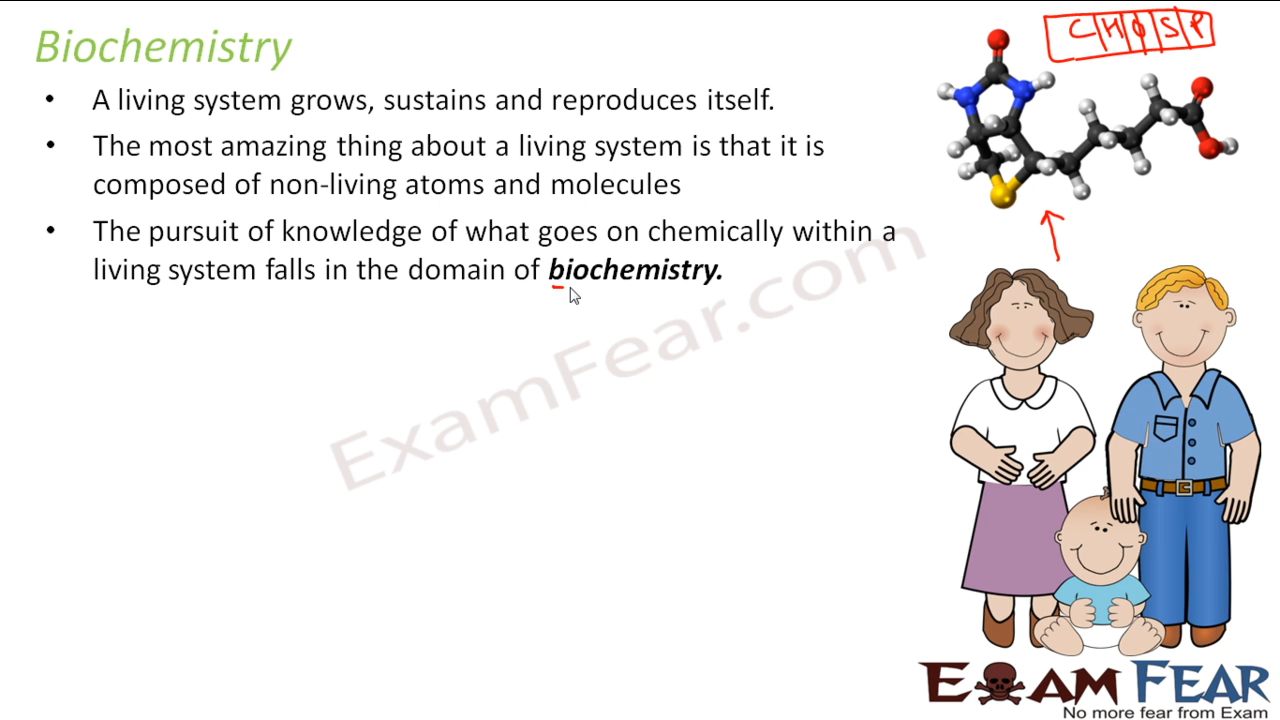 Biochemistry
C H O S P
• A living system grows, sustains and reproduces itself.
• The most amazing thing about a living system is that it is
composed of non-living atoms and molecules
• The pursuit of knowledge of what goes on chemically within a
living system falls in the domain of biochemistry.
ExamFear.com
EXAM FEAR
No more fear from Exam